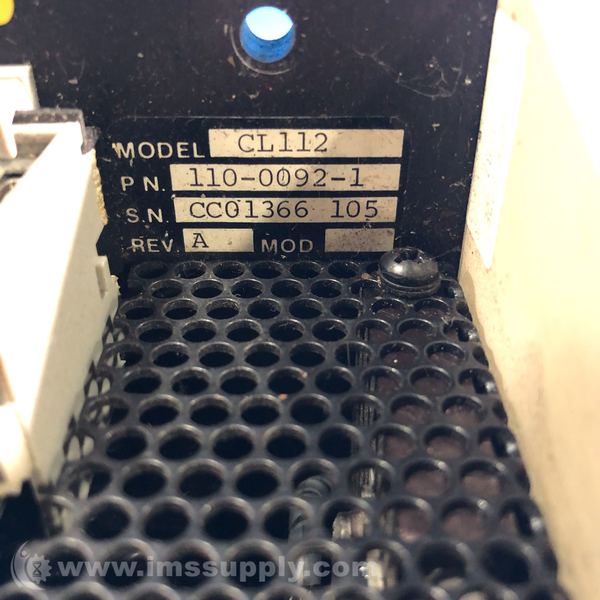 MODEL CL112
P N. 110-0092-1
S.N. CC01366 105
REV. A MOD
www.imssupply.com